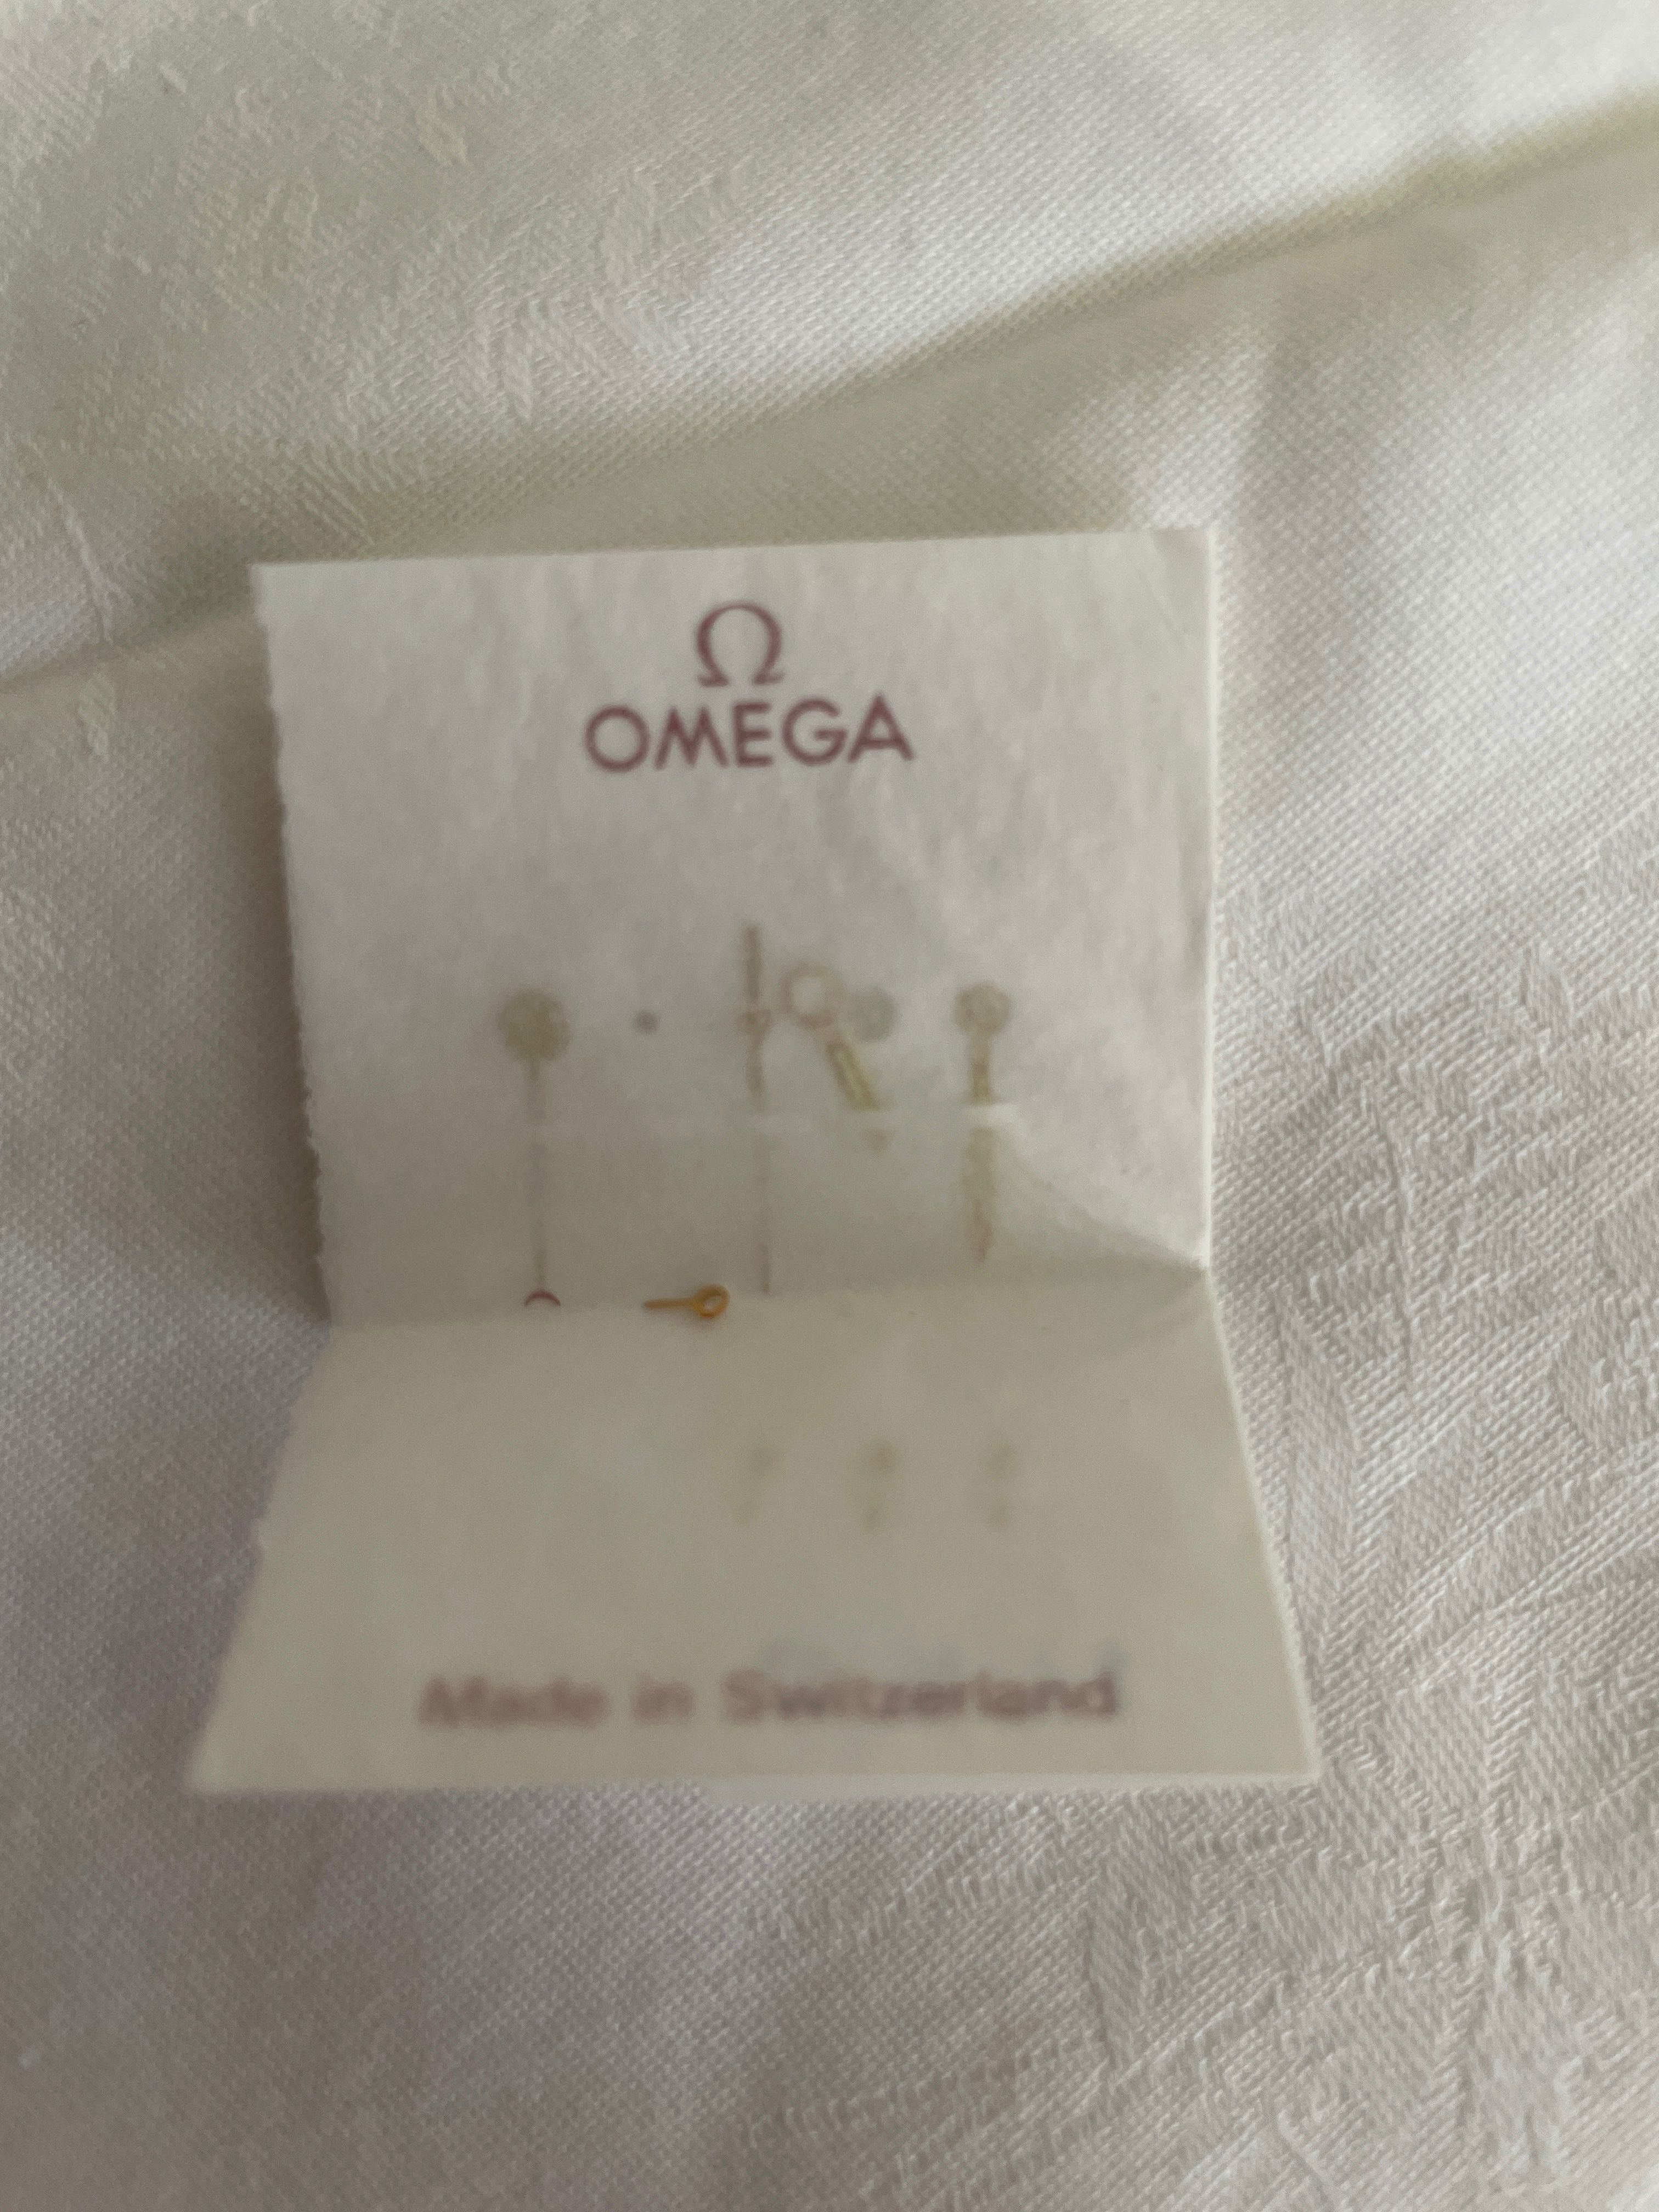 Ω
OMEGA
Made in Switzerland